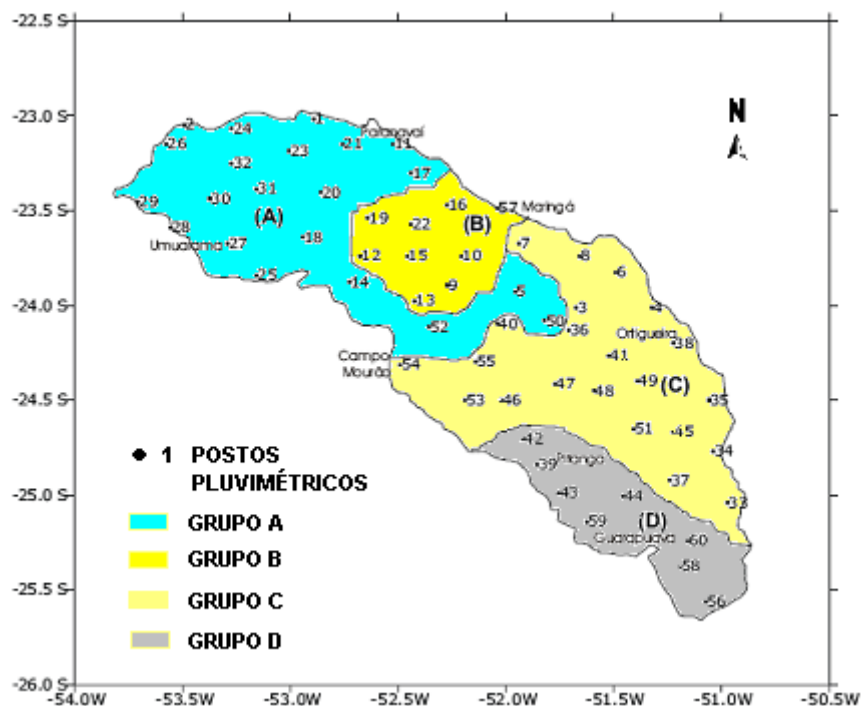 -22.5 S
-23.0 S
-23.5 S
-24.0 S
-24.5 S
-25.0 S
-25.5 S
-26.0 S
-54.0W -53.5W -53.0W -52.5W -52.0W -51.5W -51.0W -50.5W
N
2 24 1 Paranavaí
26 23 21 11
32 17
29 30 31 20
28 (A)
Umuarama 27 18
25 14
16 57 Maringá
19 22 (B)
12 15 10
9
13
52 40 5 50
7 3 6
3 4
36 Ortigueira
41 38
Campo
Mourão 54 55
47 48 49 (C)
53 46 35
51 45 34
37 33
42
39 Pitanga
43 44
59 (D)
Guarapuava 60
58
56
1 POSTOS
PLUVIMÉTRICOS
GRUPO A
GRUPO B
GRUPO C
GRUPO D